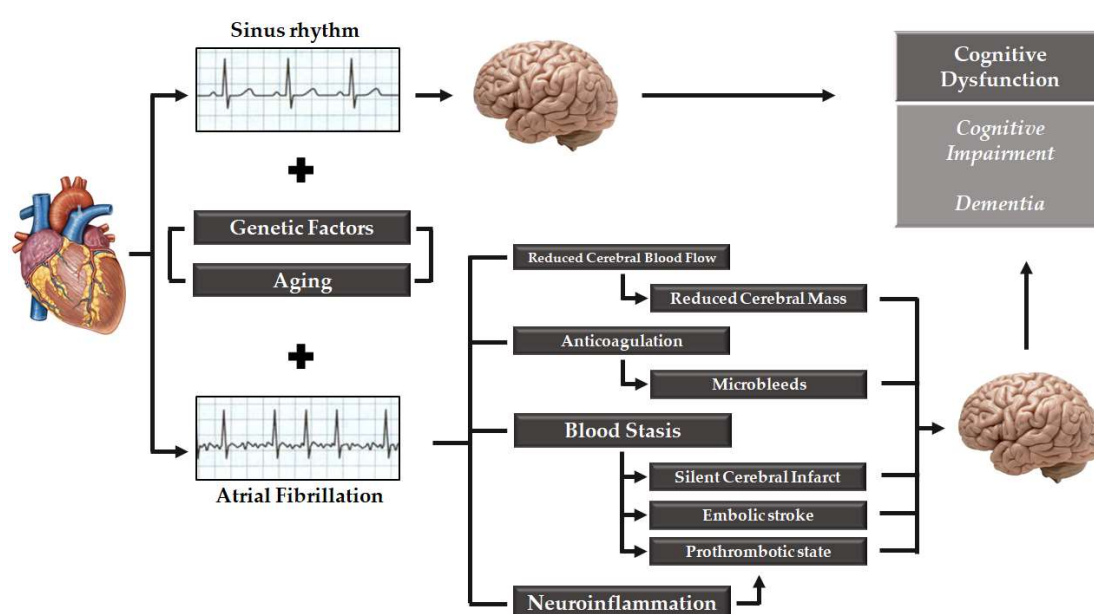 Sinus rhythm
Cognitive
Dysfunction
Cognitive
Impairment
Dementia
Genetic Factors
Aging
Reduced Cerebral Blood Flow
Reduced Cerebral Mass
Anticoagulation
Microbleeds
Blood Stasis
Silent Cerebral Infarct
Embolic stroke
Prothrombotic state
Neuroinflammation
Atrial Fibrillation